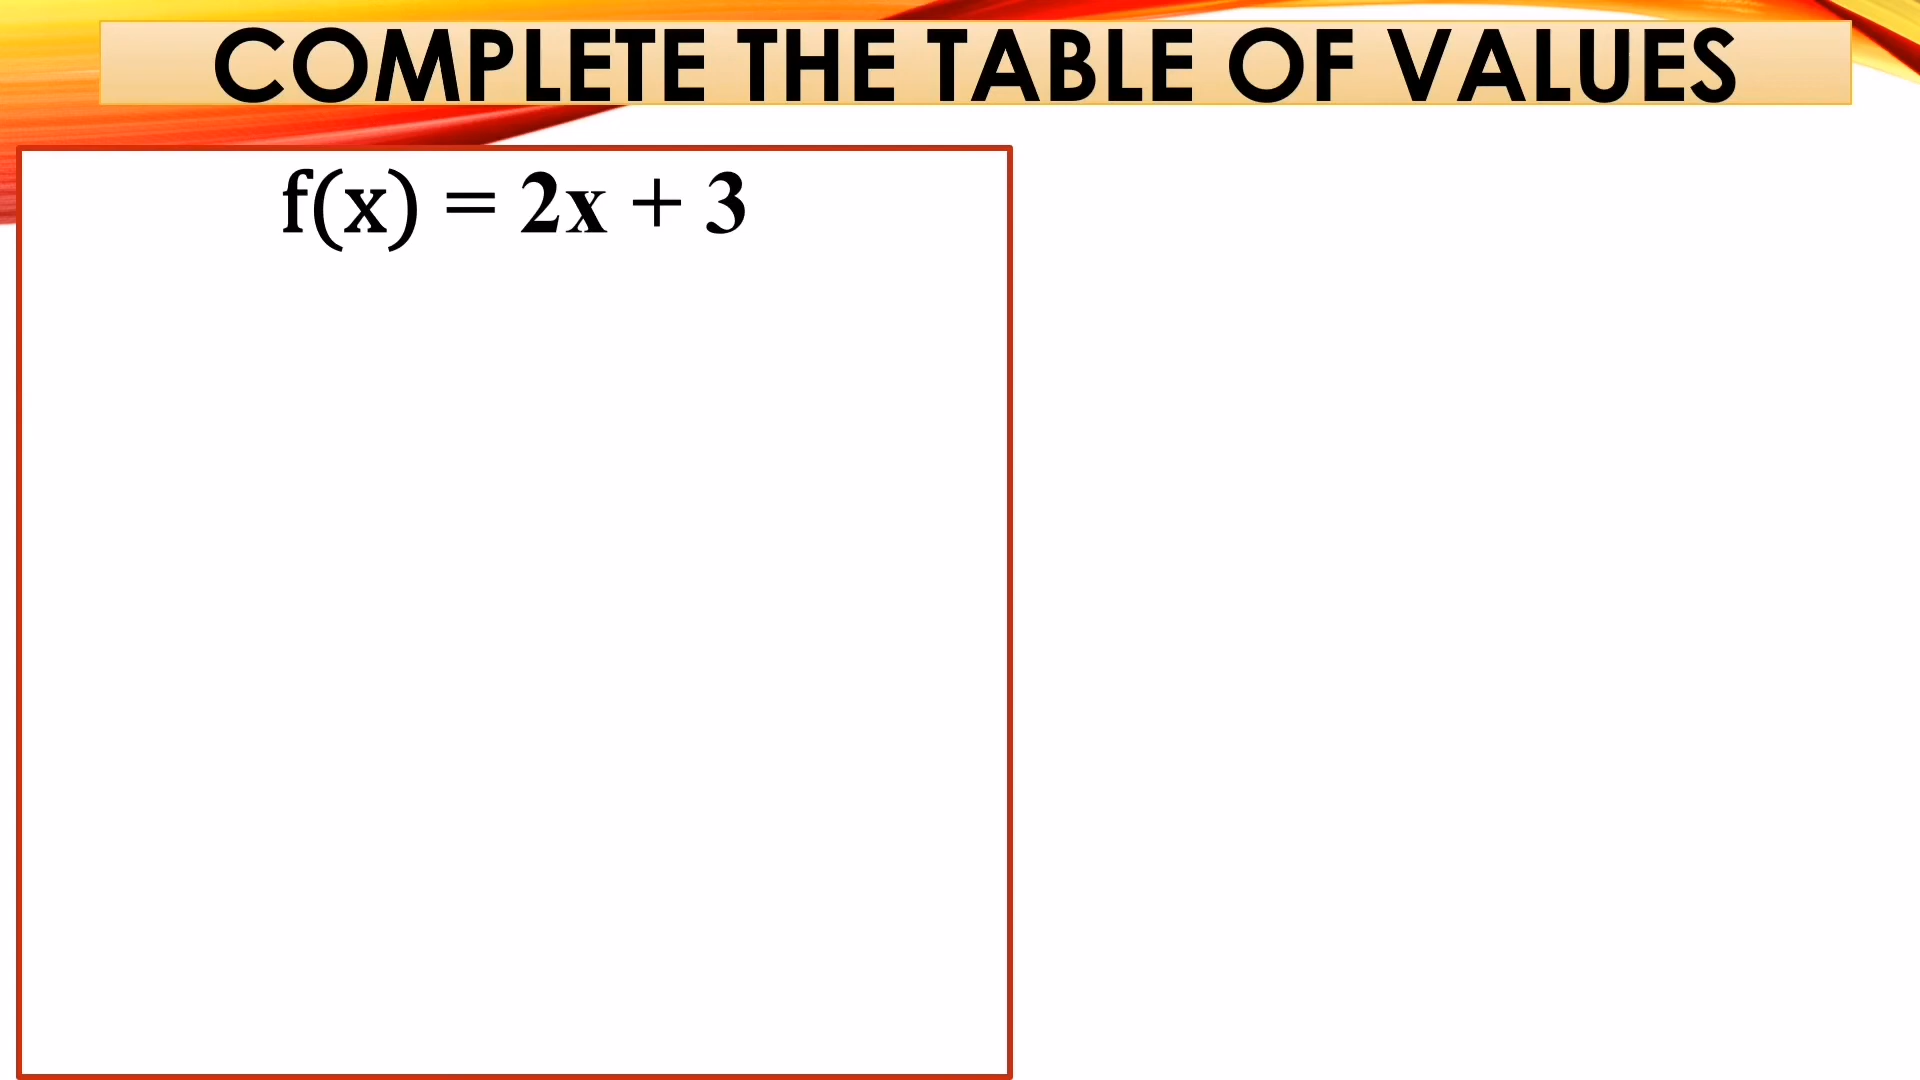 COMPLETE THE TABLE OF VALUES
f(x) = 2x + 3